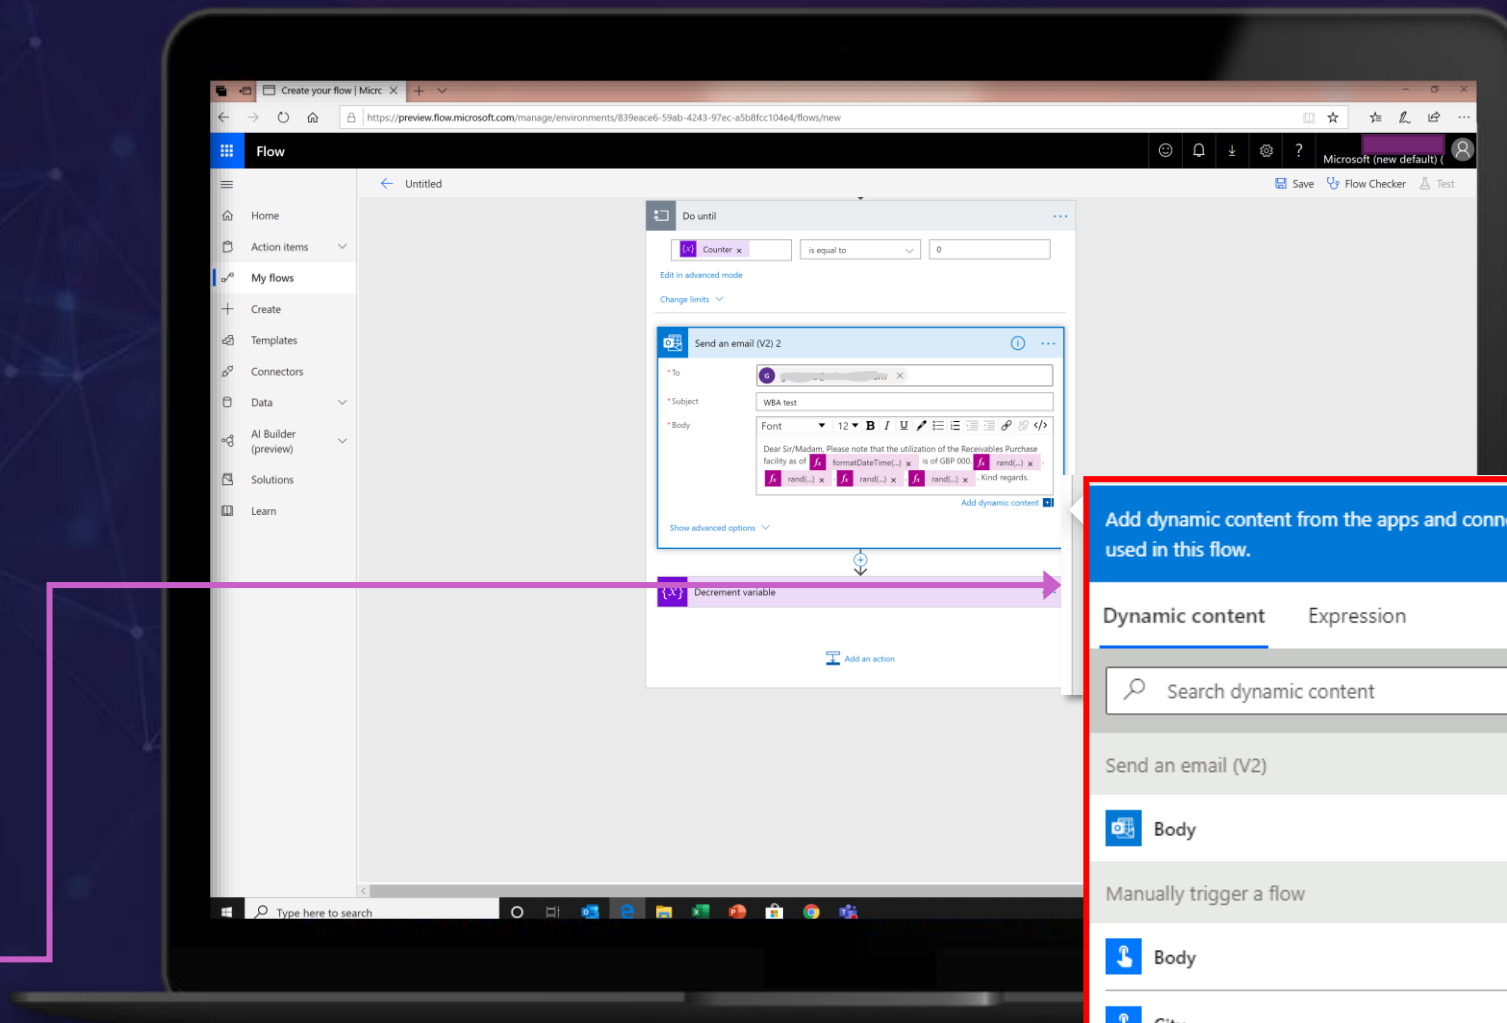 Create your flow | Micrc
https://preview.flow.microsoft.com/manage/environments/839eace6-59ab-4243-97ec-a5b8fcc104e4/flows/new
Flow
Microsoft (new default) (
Untitled
Save Flow Checker Test
Home
Action items
My flows
Create
Templates
Connectors
Data
AI Builder
(preview)
Solutions
Learn
Do until
{x} Counter x is equal to 0
Edit in advanced mode
Change limits
Send an email (V2) 2
* To G
* Subject WBA test
* Body Font 12 B I U </>
Dear Sir/Madam, Please note that the utilization of the Receivables Purchase
facility as of fx formatDateTime(...) x is of GBP 000. fx rand(...) x .
fx rand(...) x . fx rand(...) x . fx rand(...) x . Kind regards.
Add dynamic content
Show advanced options
{x} Decrement variable
Add an action
Type here to search
Add dynamic content from the apps and conne
used in this flow.
Dynamic content Expression
Search dynamic content
Send an email (V2)
Body
Manually trigger a flow
Body
City